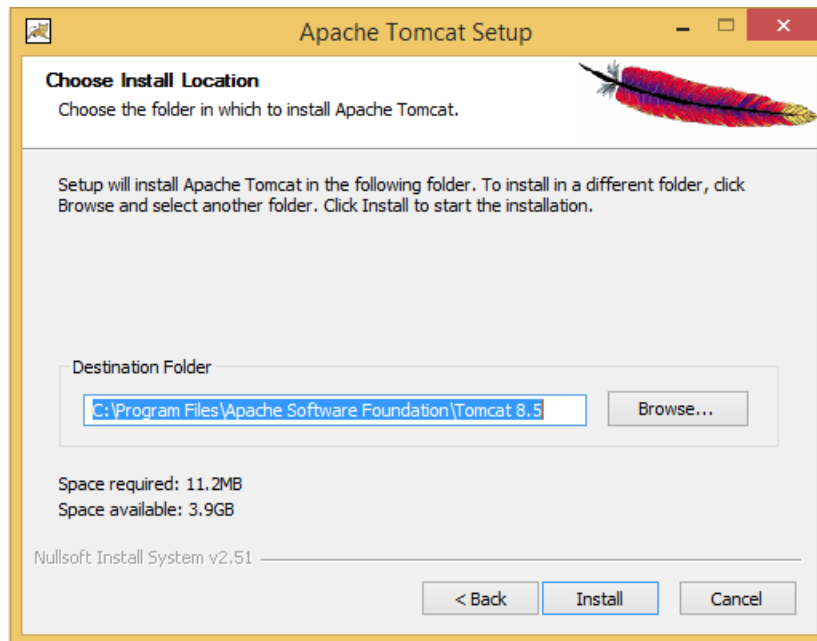 Apache Tomcat Setup
Choose Install Location
Choose the folder in which to install Apache Tomcat.
Setup will install Apache Tomcat in the following folder. To install in a different folder, click
Browse and select another folder. Click Install to start the installation.
Destination Folder
C:\Program Files\Apache Software Foundation\Tomcat 8.5
Browse...
Space required: 11.2MB
Space available: 3.9GB
Nullsoft Install System v2.51
< Back
Install
Cancel